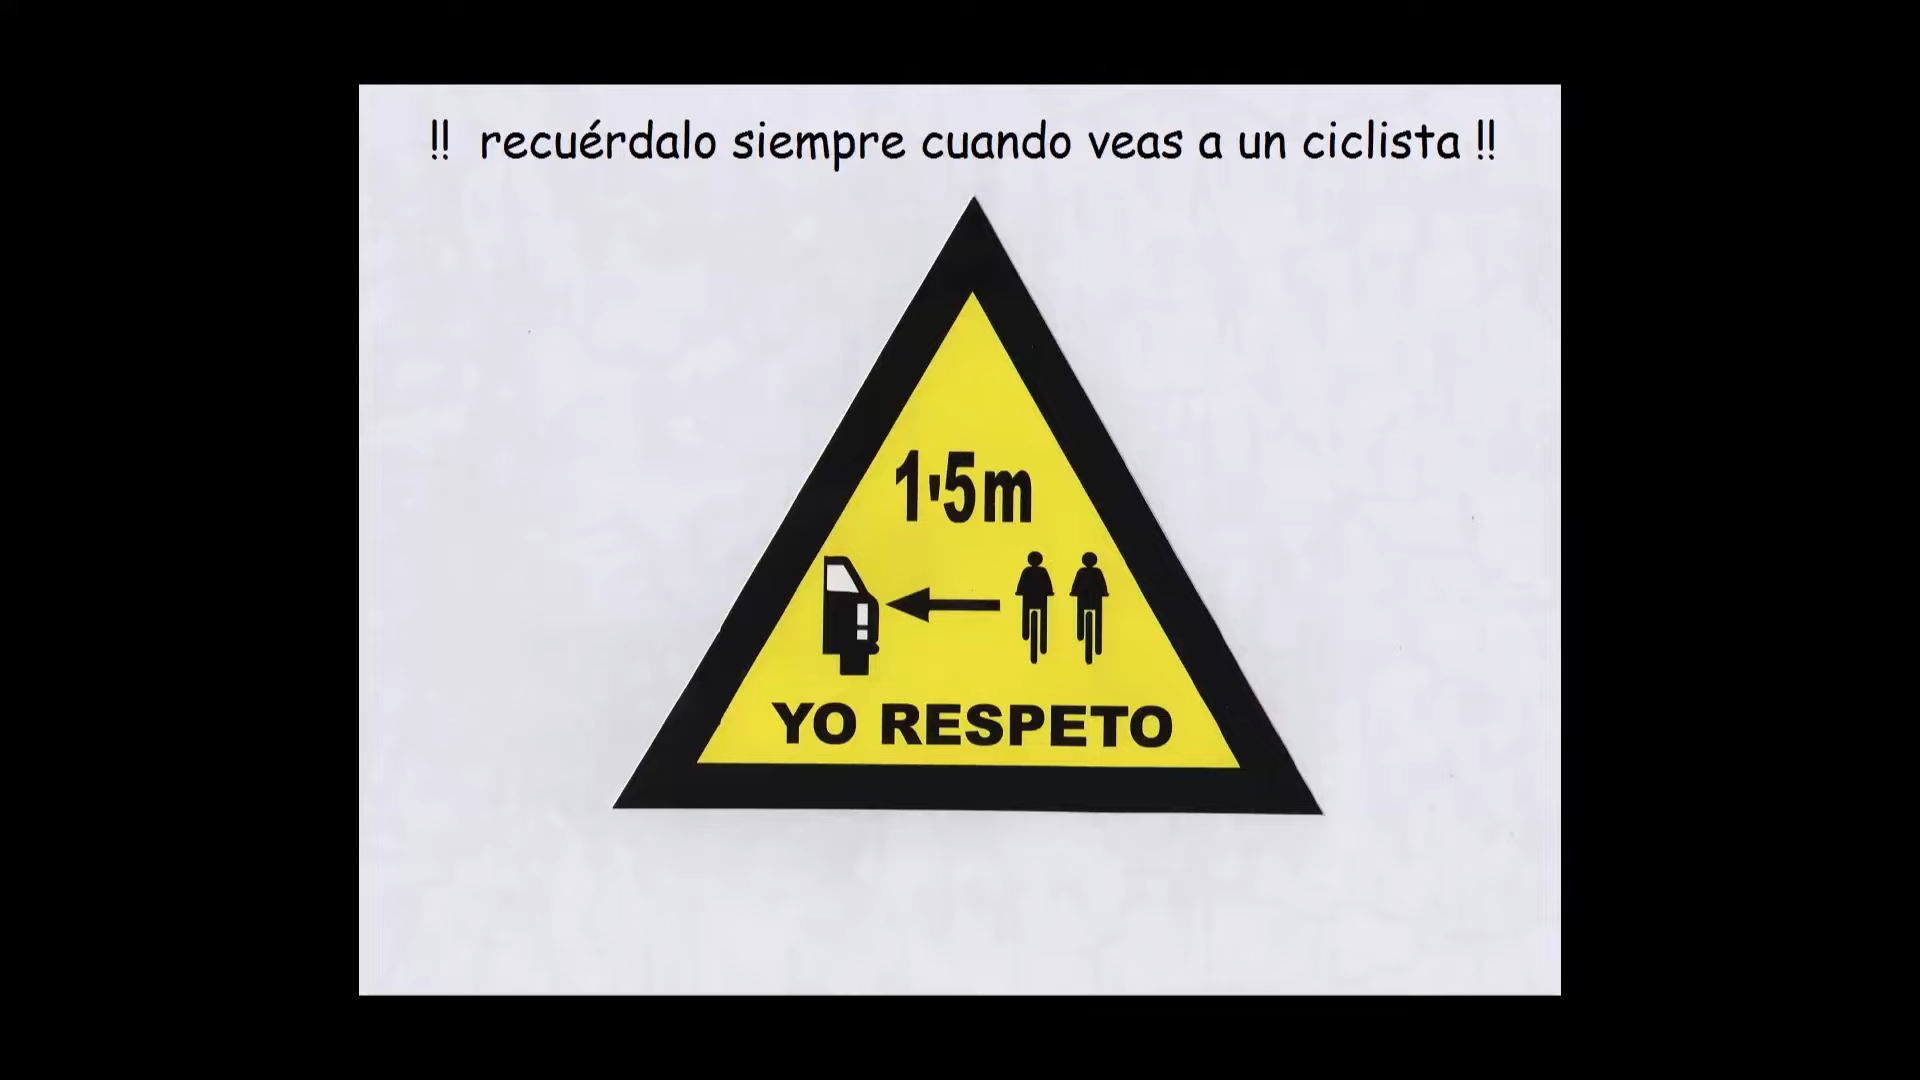 !! recuérdalo siempre cuando veas a un ciclista !!
1'5m
YO RESPETO